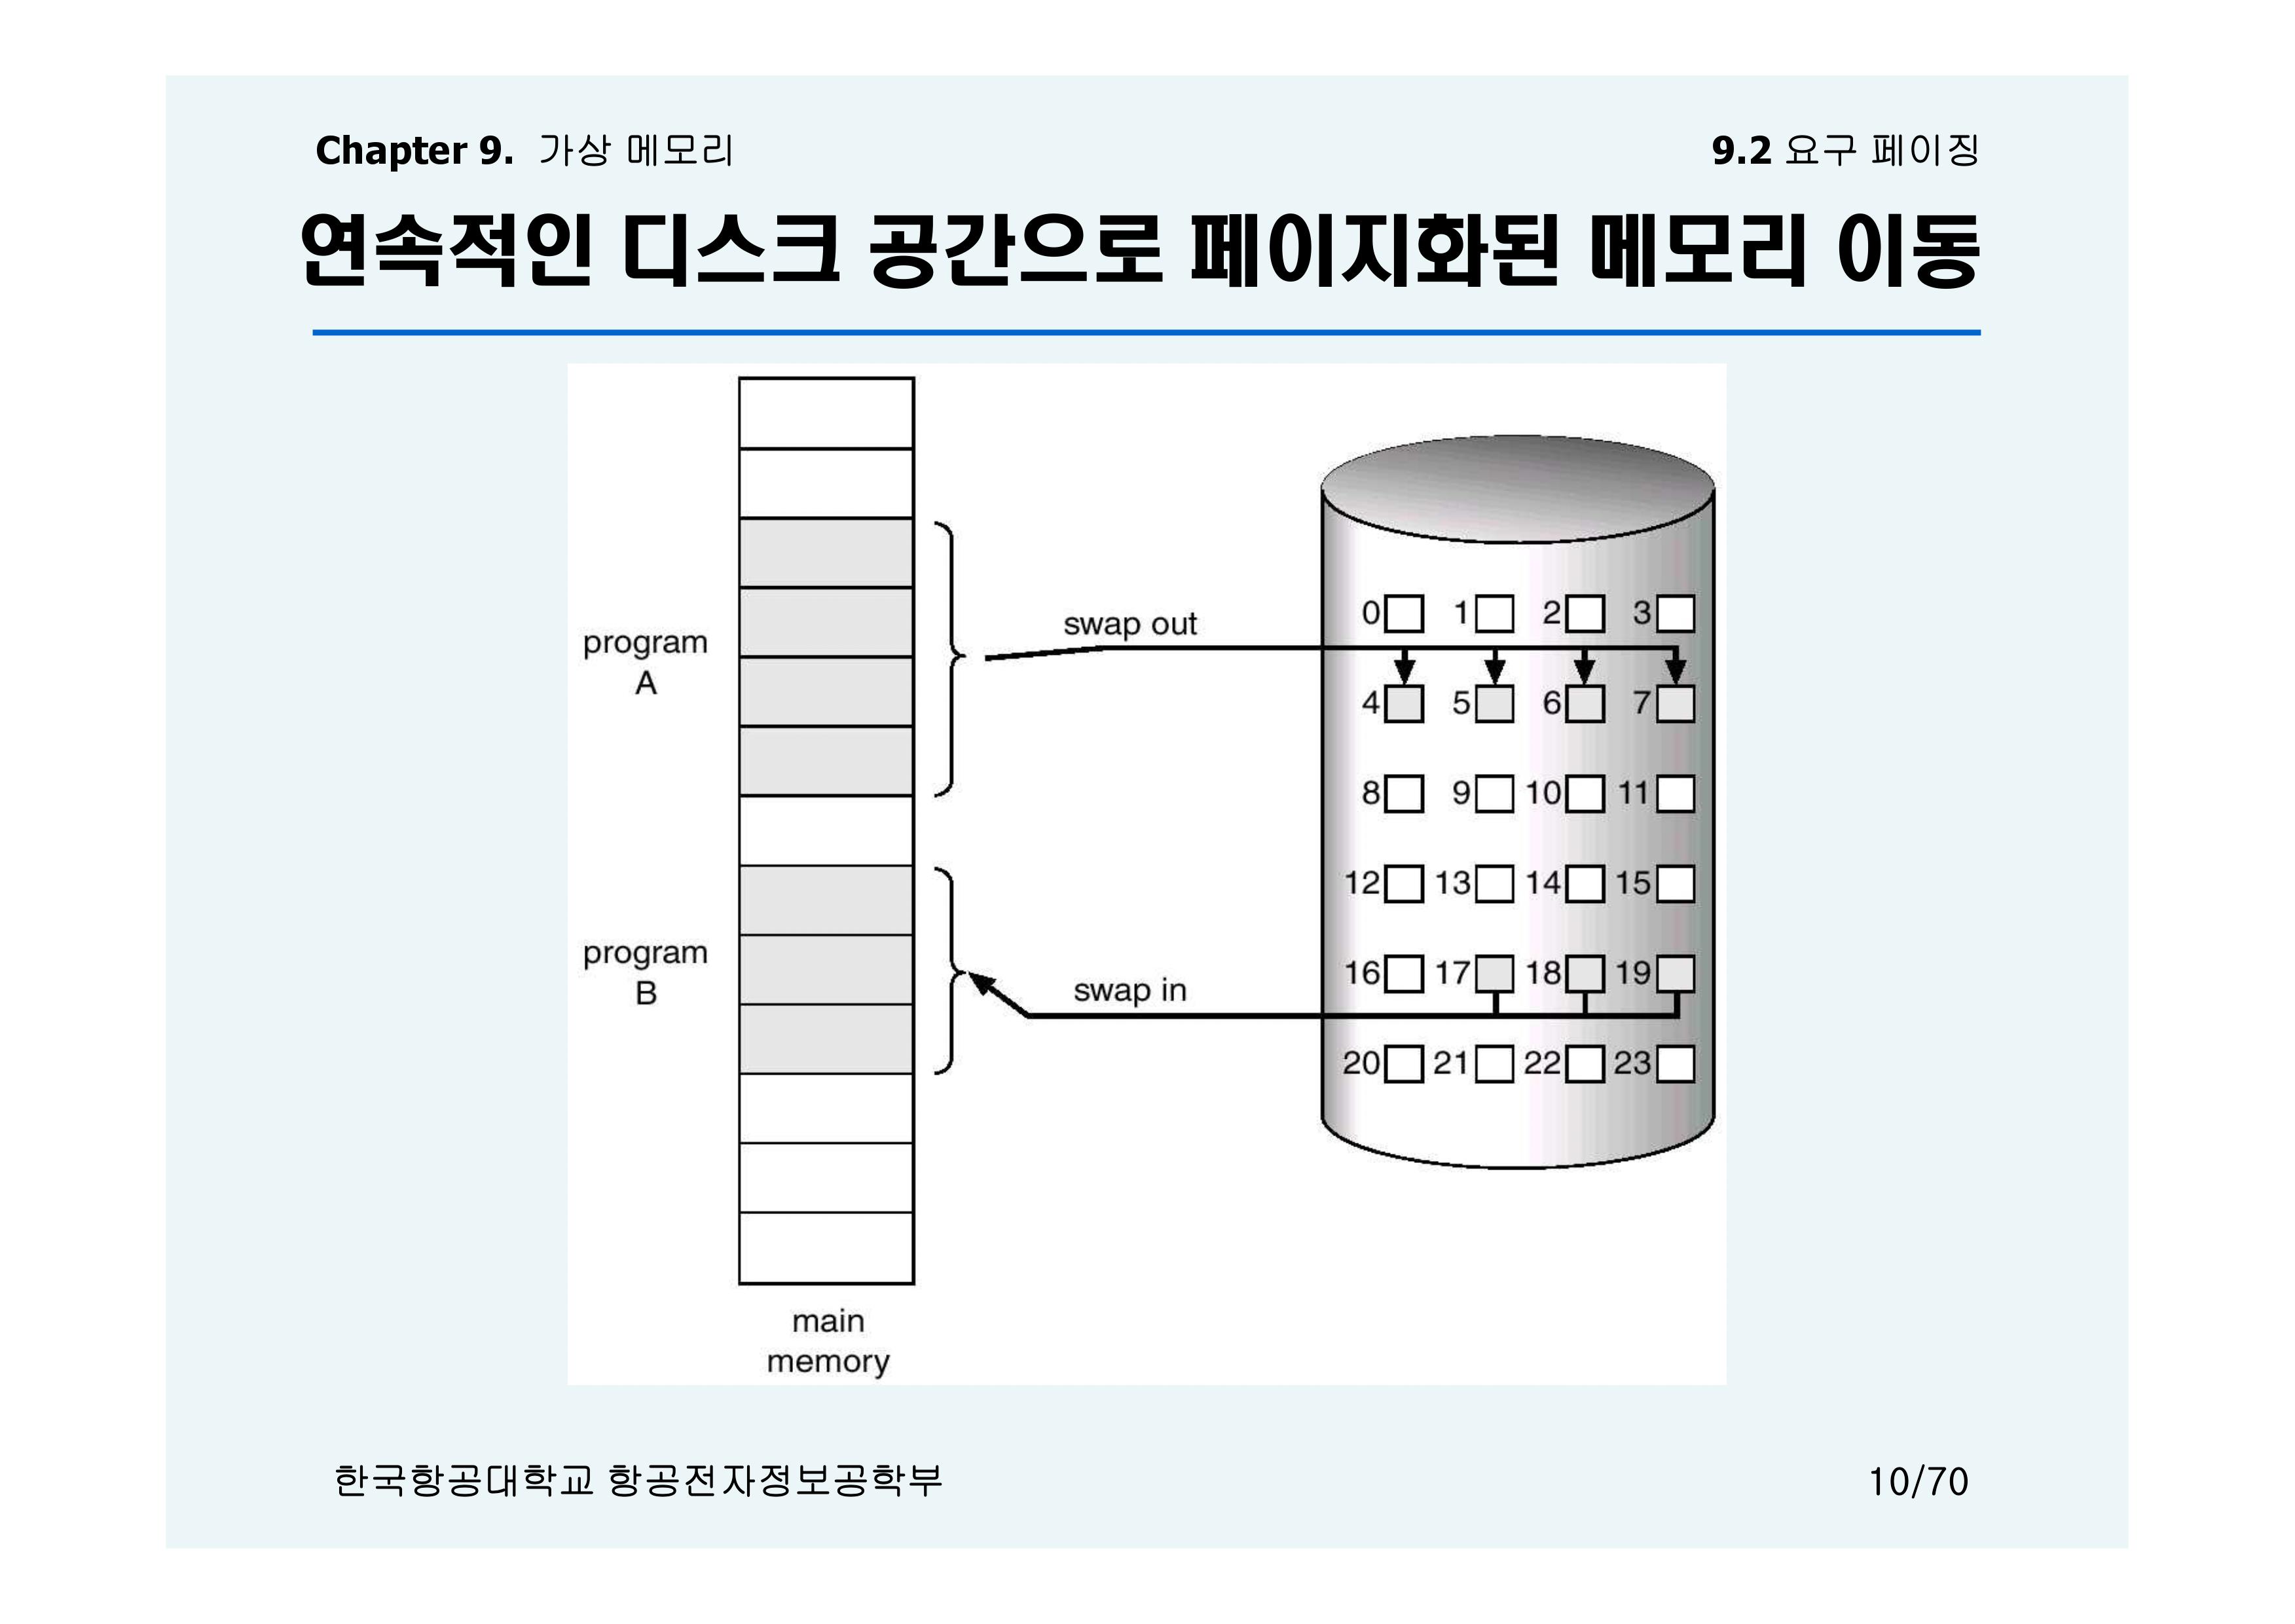 Chapter 9. 가상 메모리
9.2 요구 페이징
연속적인 디스크 공간으로 페이지화된 메모리 이동
program
A
swap out
program
B
swap in
0 1 2 3
4 5 6 7
8 9 10 11
12 13 14 15
16 17 18 19
20 21 22 23
main
memory
한국항공대학교 항공전자정보공학부
10/70